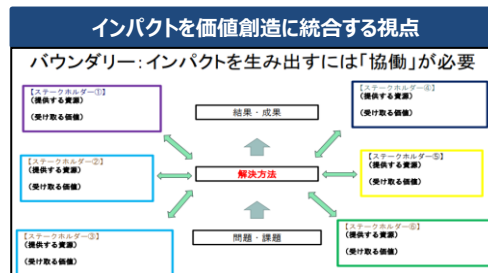 インパクトを価値創造に統合する視点
バウンダリー：インパクトを生み出すには「協働」が必要
【ステークホルダー①】
(提供する資源)
(受け取る価値)
【ステークホルダー②】
(提供する資源)
(受け取る価値)
【ステークホルダー③】
(提供する資源)
(受け取る価値)
結果・成果
解決方法
問題・課題
【ステークホルダー④】
(提供する資源)
(受け取る価値)
【ステークホルダー⑤】
(提供する資源)
(受け取る価値)
【ステークホルダー⑥】
(提供する資源)
(受け取る価値)